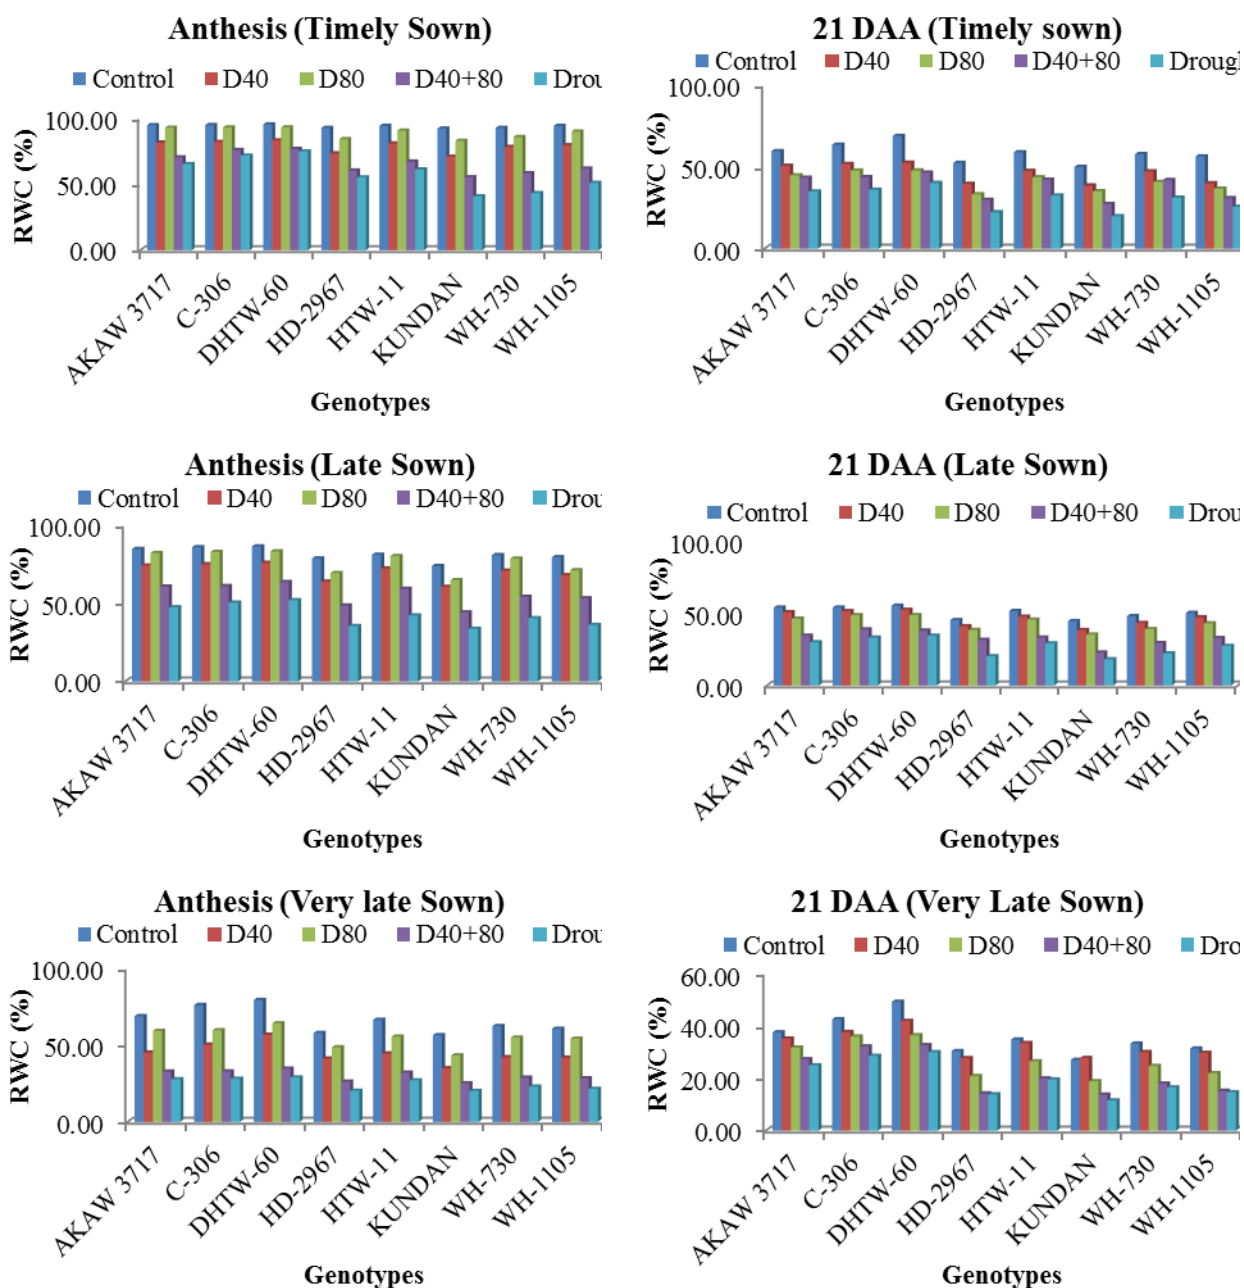 Anthesis (Timely Sown)
Control D40 D80 D40+80 Drou
RWC (%)
100.00
50.00
0.00
AKAW 3717
C-306
DHTW-60
HD-2967
HTW-11
KUNDAN
WH-730
WH-1105
Genotypes
21 DAA (Timely sown)
Control D40 D80 D40+80 Drough
RWC (%)
100.00
50.00
0.00
AKAW 3717
C-306
DHTW-60
HD-2967
HTW-11
KUNDAN
WH-730
WH-1105
Genotypes
Anthesis (Late Sown)
Control D40 D80 D40+80 Drou
RWC (%)
100.00
50.00
0.00
AKAW 3717
C-306
DHTW-60
HD-2967
HTW-11
KUNDAN
WH-730
WH-1105
Genotypes
21 DAA (Late Sown)
Control D40 D80 D40+80 Drou
RWC (%)
100.00
50.00
0.00
AKAW 3717
C-306
DHTW-60
HD-2967
HTW-11
KUNDAN
WH-730
WH-1105
Genotypes
Anthesis (Very late Sown)
Control D40 D80 D40+80 Drou
RWC (%)
100.00
50.00
0.00
AKAW 3717
C-306
DHTW-60
HD-2967
HTW-11
KUNDAN
WH-730
WH-1105
Genotypes
21 DAA (Very Late Sown)
Control D40 D80 D40+80 Dro
RWC (%)
60.00
40.00
20.00
0.00
AKAW 3717
C-306
DHTW-60
HD-2967
HTW-11
KUNDAN
WH-730
WH-1105
Genotypes